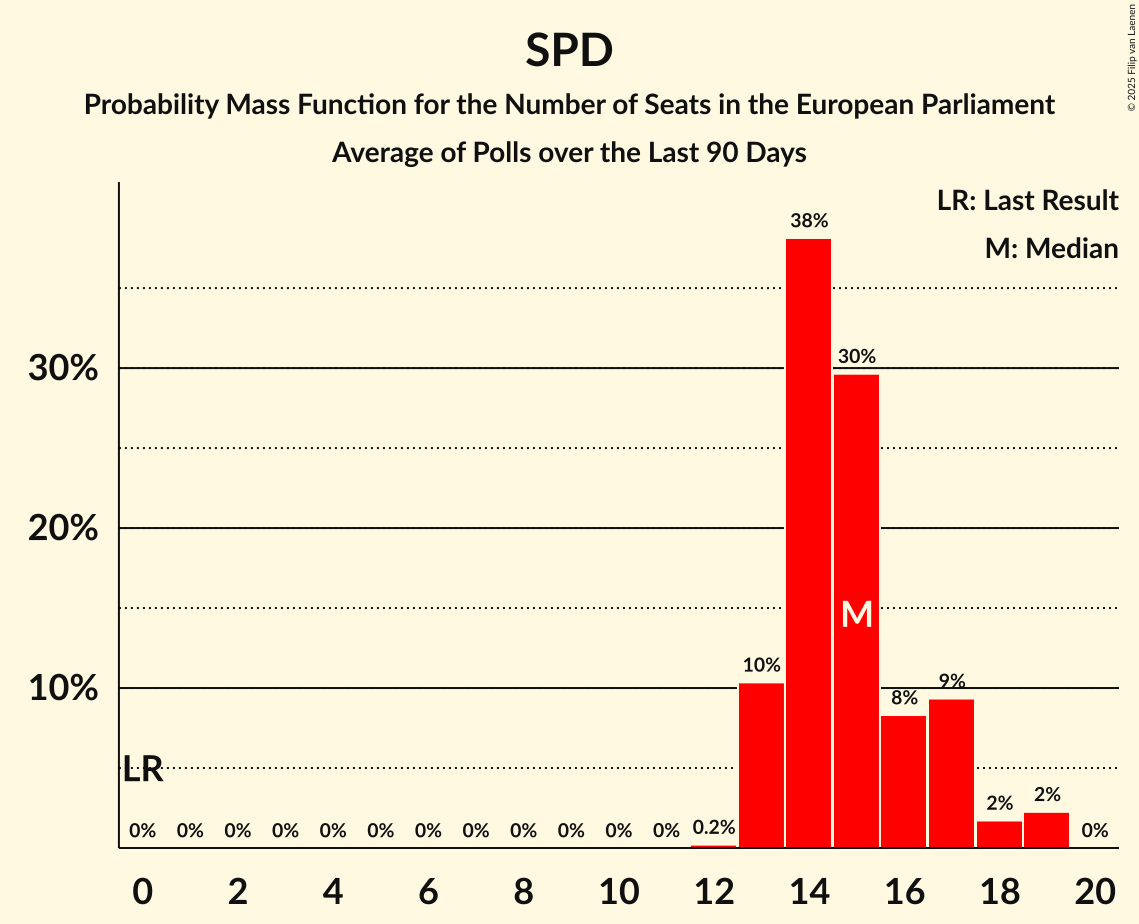 SPD
Probability Mass Function for the Number of Seats in the European Parliament
Average of Polls over the Last 90 Days
© 2025 Filip van Laenen
LR: Last Result
M: Median
38%
30%
30%
20%
M
10%
10%
9%
8%
LR
2%
2%
0% 0% 0% 0% 0% 0% 0% 0% 0% 0% 0% 0% 0.2% 0%
0 2 4 6 8 10 12 14 16 18 20